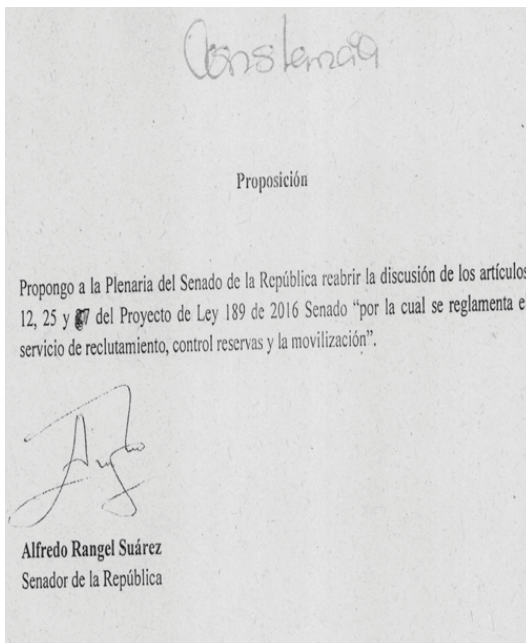 Constancia
Proposición
Propongo a la Plenaria del Senado de la República reabrir la discusión de los artículos
12, 25 y 7 del Proyecto de Ley 189 de 2016 Senado “por la cual se reglamenta e
servicio de reclutamiento, control reservas y la movilización”.
Alfredo Rangel Suárez
Senador de la República